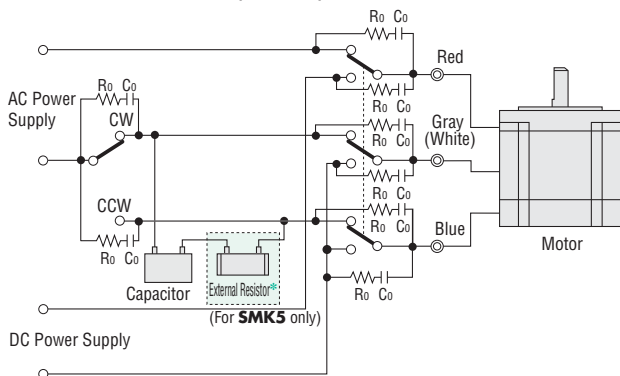 R₀ C₀
Red
R₀ C₀
AC Power
Supply
R₀ C₀
CW
Gray
(White)
R₀ C₀
R₀ C₀
R₀ C₀
CCW
Blue
R₀ C₀
Motor
Capacitor
External Resistor*
R₀ C₀
(For SMK5 only)
DC Power Supply